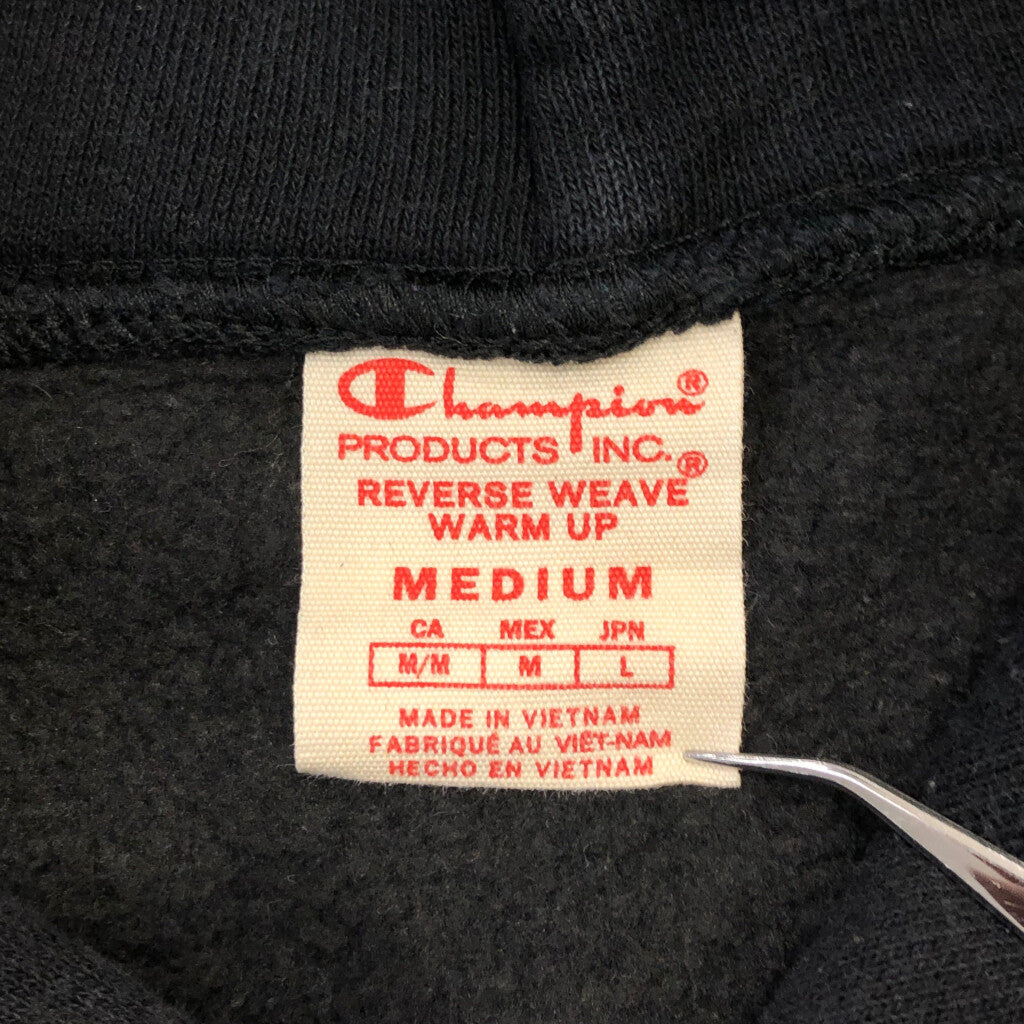 Champion®
PRODUCTS INC.
REVERSE WEAVE®
WARM UP
MEDIUM
CA MEX JPN
M/M M L
MADE IN VIETNAM
FABRIQUÉ AU VIÊT-NAM
HECHO EN VIETNAM